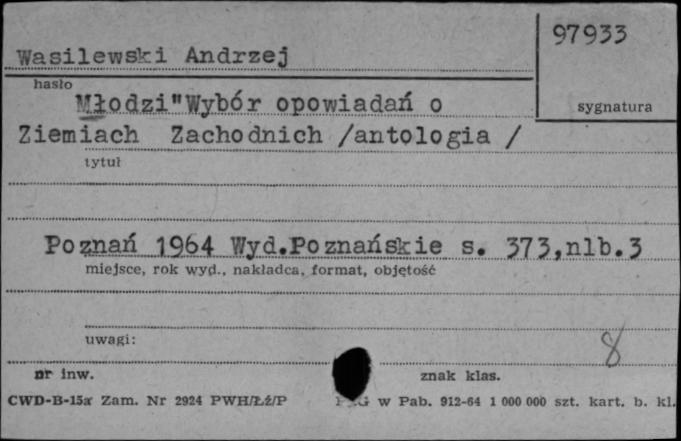 97933
Wasilewski Andrzej
hasło
Młodzi"Wybór opowiadań o
sygnatura
Ziemiach Zachodnich /antologia /
tytuł
Poznań 1964 Wyd.Poznańskie s. 373,nlb.3
miejsce, rok wyd., nakładca, format, objętość
uwagi:
8
nr inw.
znak klas.
CWD-B-15a Zam. Nr 2924 PWH/Łź/P w Pab. 912-64 1 000 000 szt. kart. b. kl.